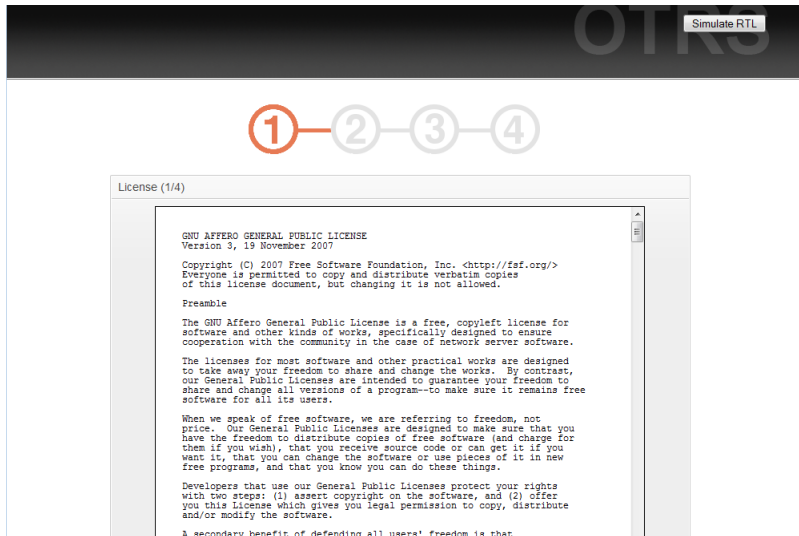 OTRS
Simulate RTL
1 2 3 4
License (1/4)
GNU AFFERO GENERAL PUBLIC LICENSE
Version 3, 19 November 2007
Copyright (C) 2007 Free Software Foundation, Inc. <http://fsf.org/>
Everyone is permitted to copy and distribute verbatim copies
of this license document, but changing it is not allowed.
Preamble
The GNU Affero General Public License is a free, copyleft license for
software and other kinds of works, specifically designed to ensure
cooperation with the community in the case of network server software.
The licenses for most software and other practical works are designed
to take away your freedom to share and change the works.  By contrast,
our General Public Licenses are intended to guarantee your freedom to
share and change all versions of a program--to make sure it remains free
software for all its users.
When we speak of free software, we are referring to freedom, not
price.  Our General Public Licenses are designed to make sure that you
have the freedom to distribute copies of free software (and charge for
them if you wish), that you receive source code or can get it if you
want it, that you can change the software or use pieces of it in new
free programs, and that you know you can do these things.
Developers that use our General Public Licenses protect your rights
with two steps: (1) assert copyright on the software, and (2) offer
you this License which gives you legal permission to copy, distribute
and/or modify the software.
A secondary benefit of defending all users' freedom is that